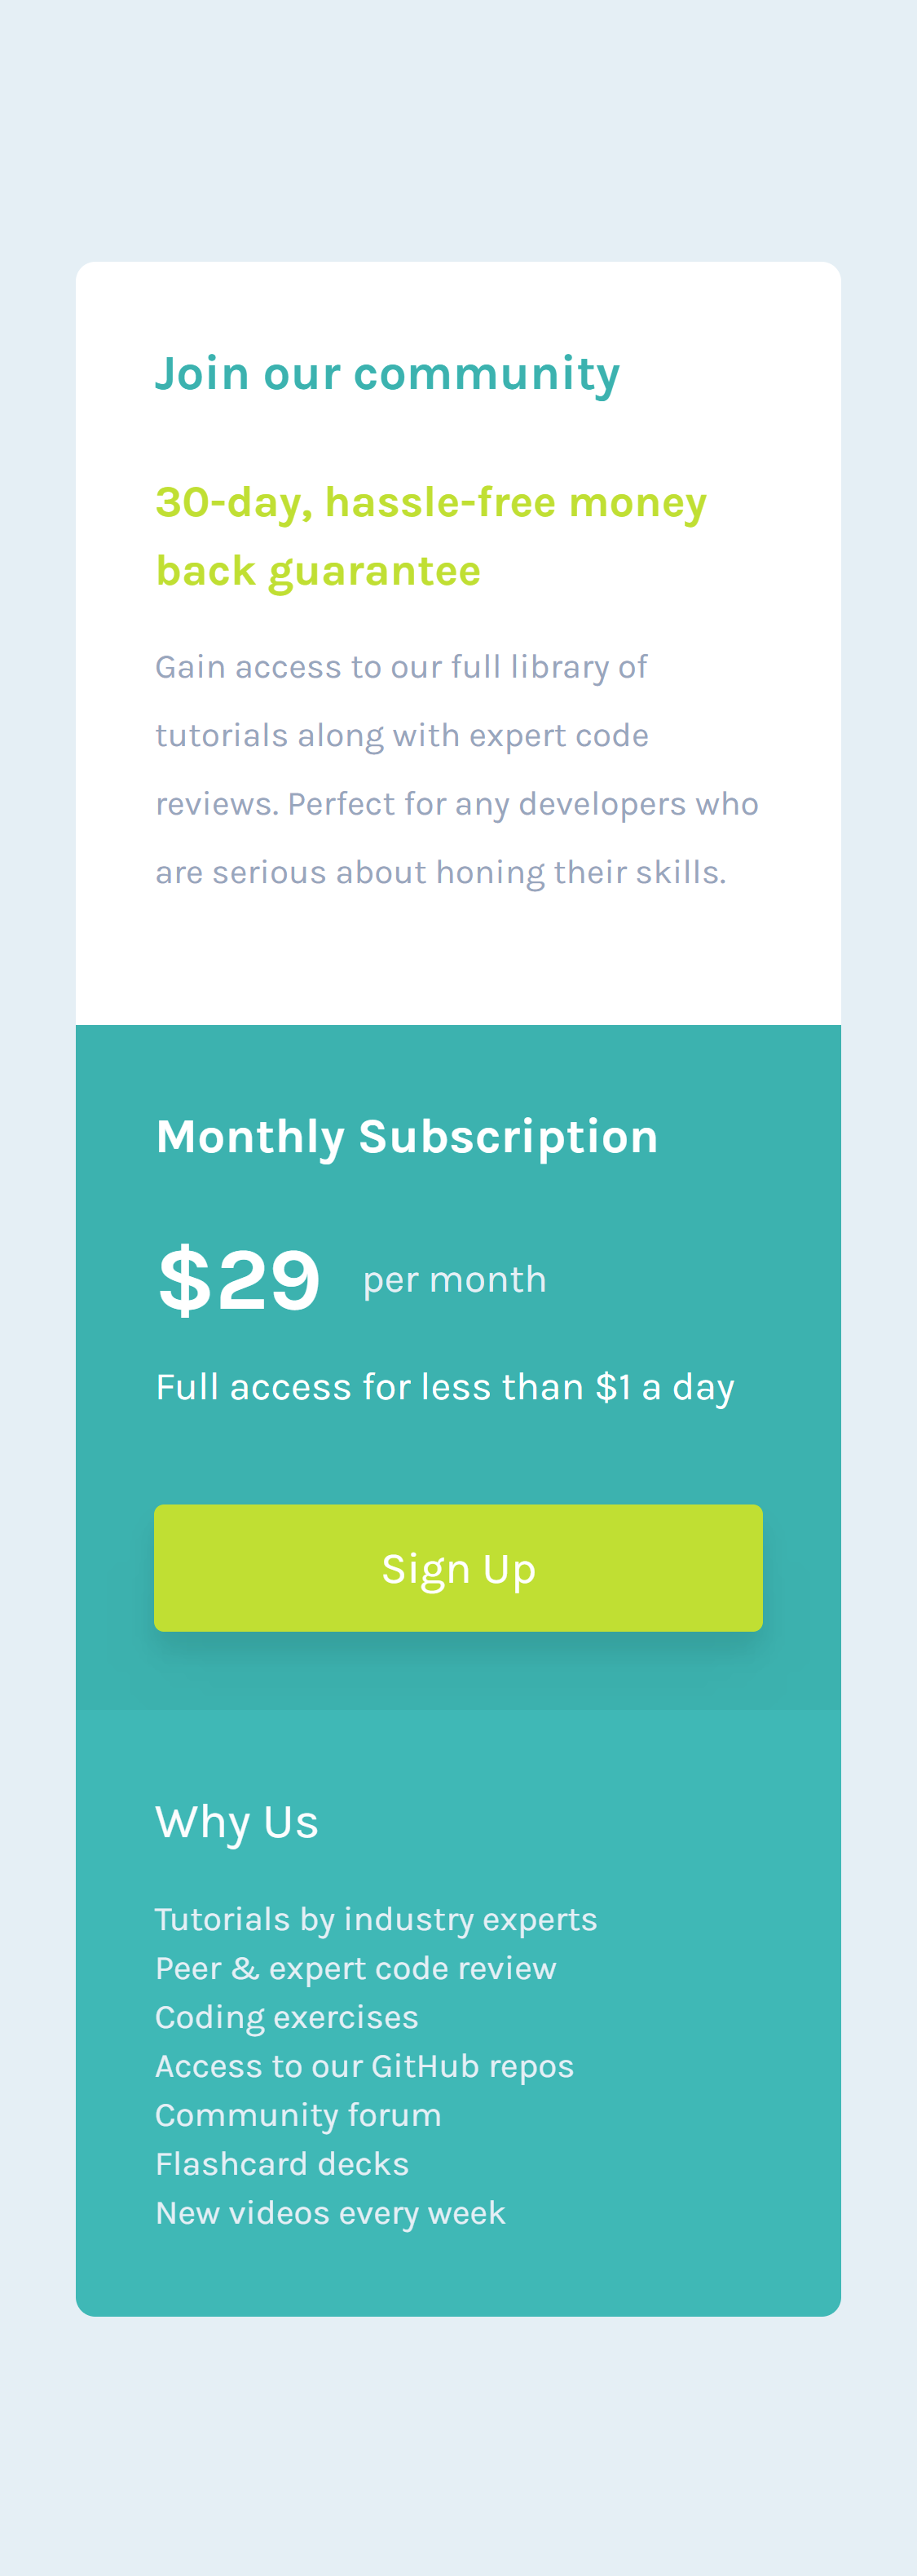 Join our community
30-day, hassle-free money
back guarantee
Gain access to our full library of
tutorials along with expert code
reviews. Perfect for any developers who
are serious about honing their skills.
Monthly Subscription
$29 per month
Full access for less than $1 a day
Sign Up
Why Us
Tutorials by industry experts
Peer & expert code review
Coding exercises
Access to our GitHub repos
Community forum
Flashcard decks
New videos every week